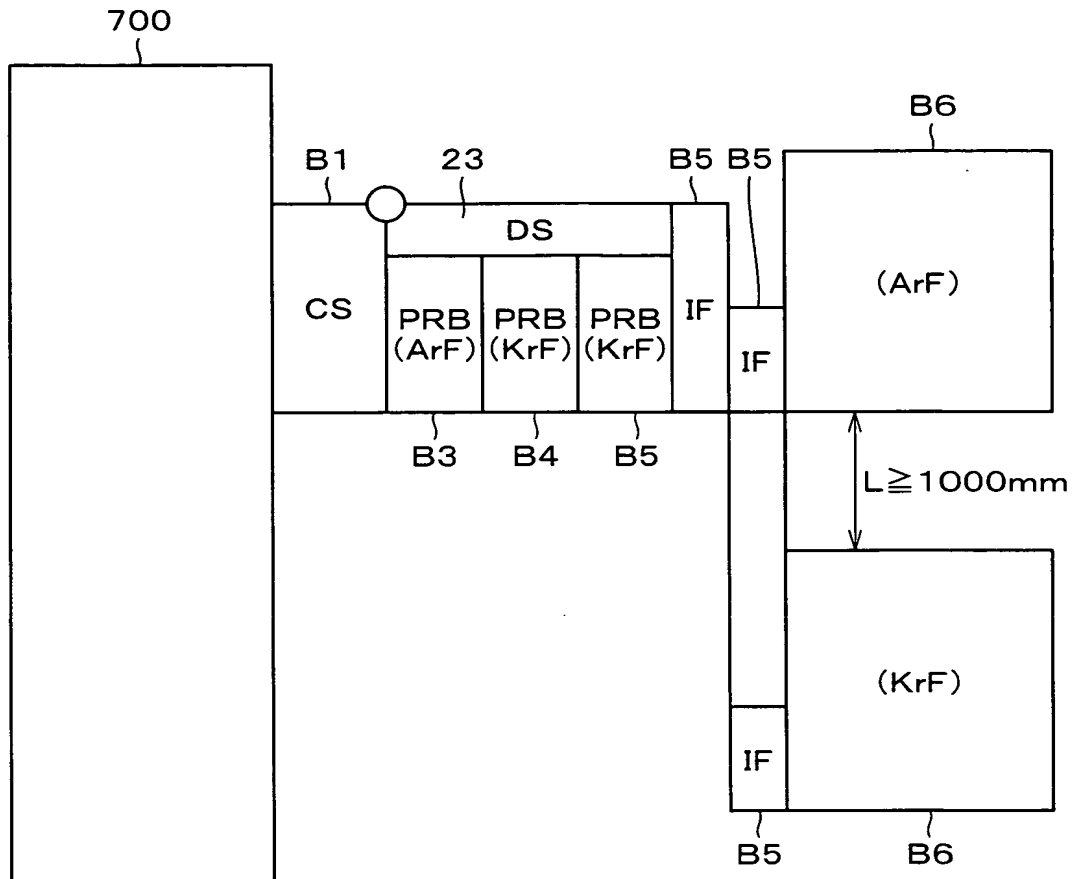 700
B6
B1
23
B5 B5
DS
(ArF)
CS
PRB
(ArF)
PRB
(KrF)
PRB
(KrF)
IF
IF
B3
B4
B5
L≧1000mm
(KrF)
IF
B5
B6